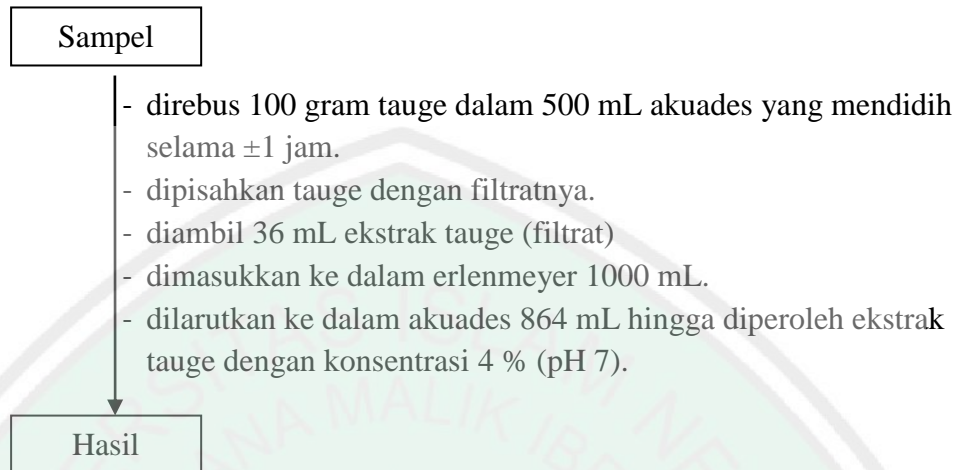 Sampel
- direbus 100 gram tauge dalam 500 mL akuades yang mendidih
selama ±1 jam.
- dipisahkan tauge dengan filtratnya.
- diambil 36 mL ekstrak tauge (filtrat)
- dimasukkan ke dalam erlenmeyer 1000 mL.
- dilarutkan ke dalam akuades 864 mL hingga diperoleh ekstrak
tauge dengan konsentrasi 4 % (pH 7).
Hasil